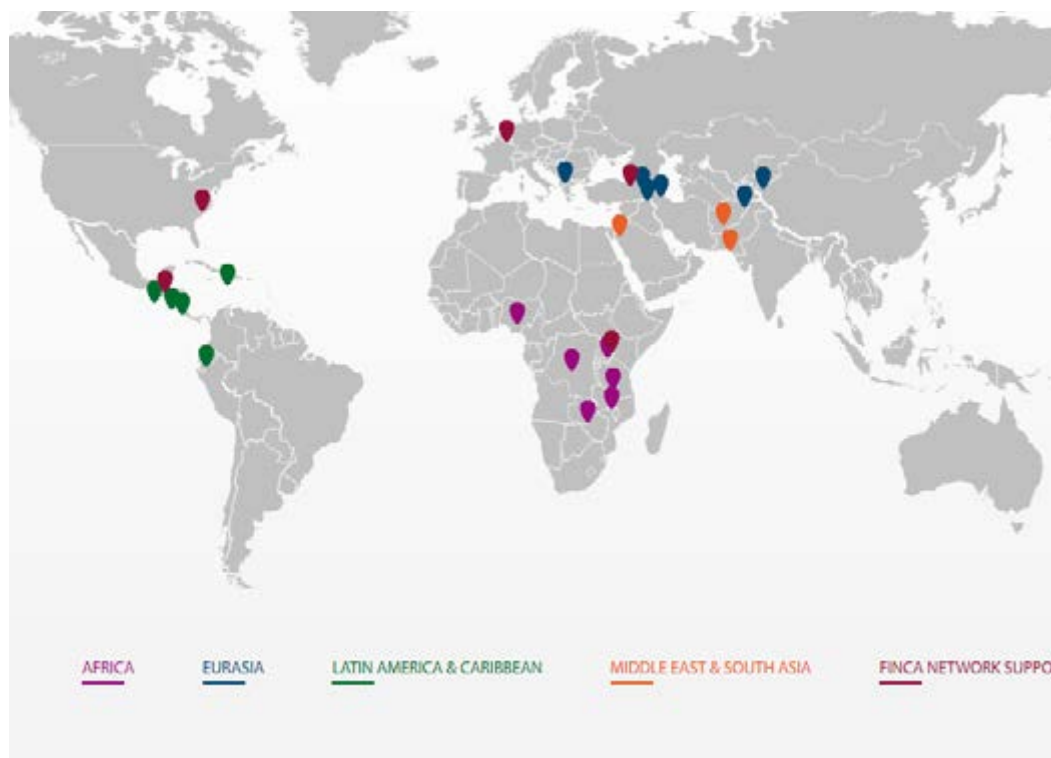 AFRICA
EURASIA
LATIN AMERICA & CARIBBEAN
MIDDLE EAST & SOUTH ASIA
FINCA NETWORK SUPPO